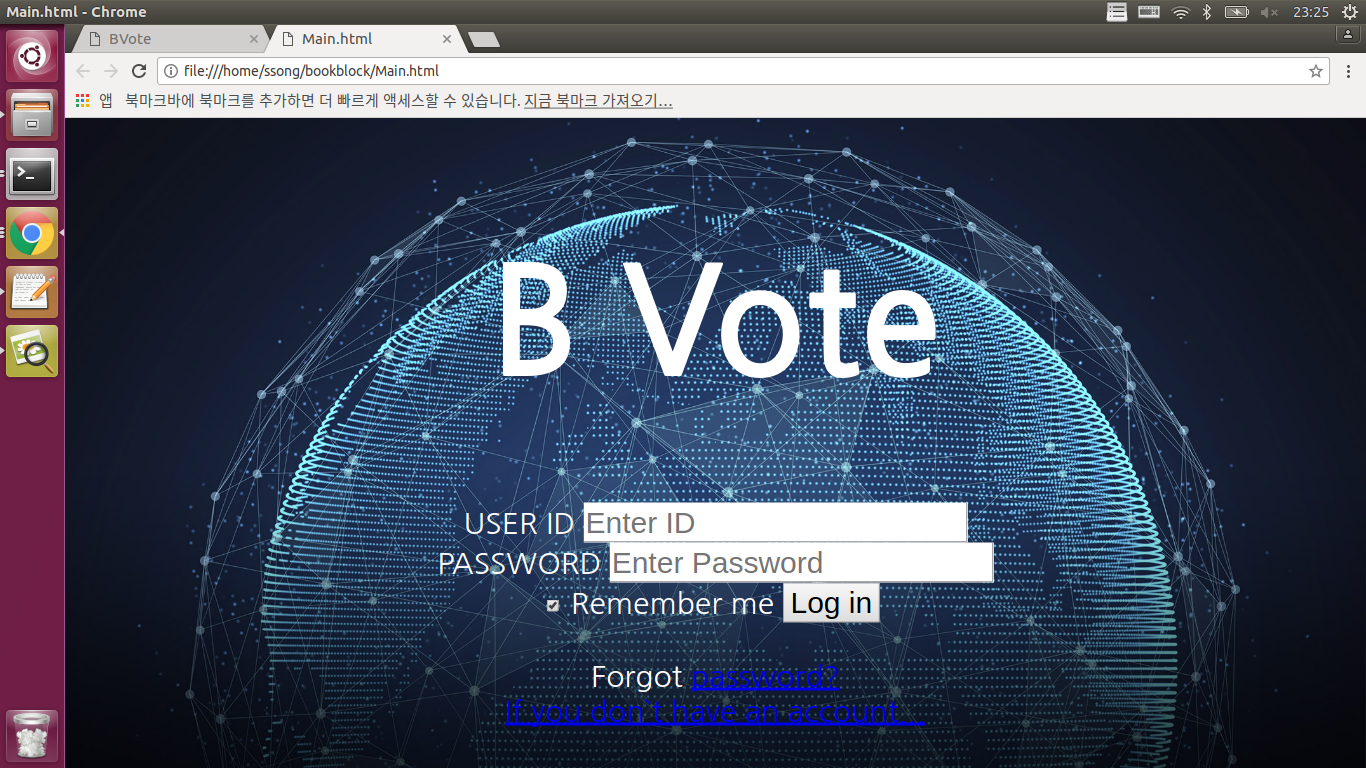 Main.html - Chrome
23:25
BVote
Main.html
file:///home/ssong/bookblock/Main.html
앱 북마크바에 북마크를 추가하면 더 빠르게 액세스할 수 있습니다. 지금 북마크 가져오기...
B Vote
USER ID Enter ID
PASSWORD Enter Password
Remember me Log in
Forgot password?
if you don't have an account...